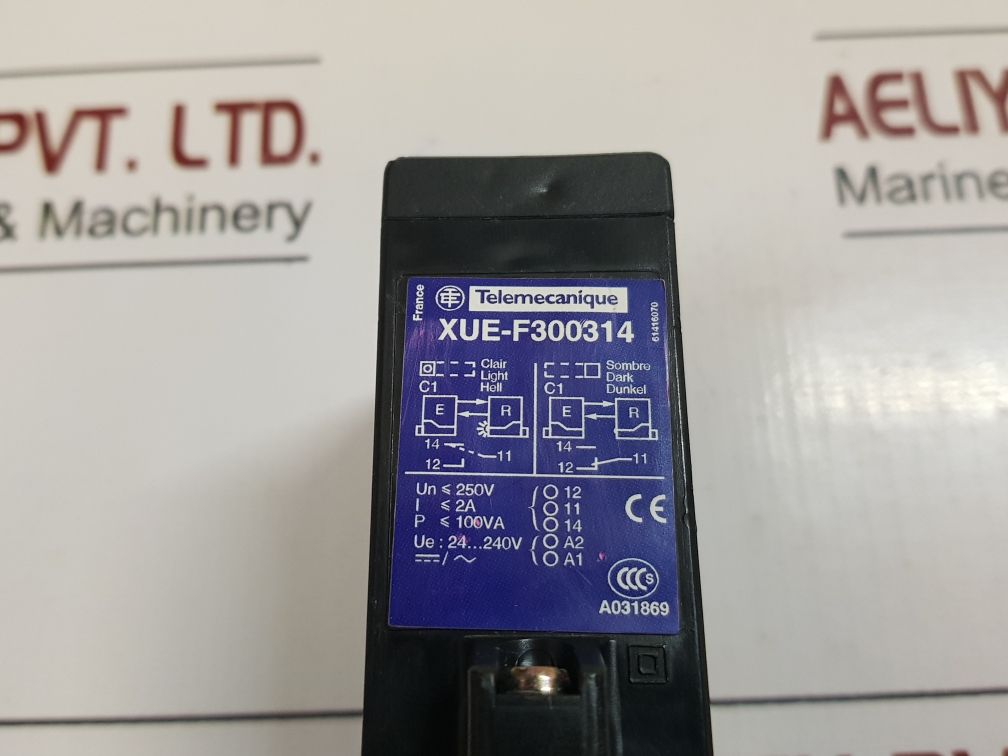 PVT. LTD.
& Machinery
AELIY
Marine
France
Telemecanique
XUE-F300314
61416070
Clair
Light
Hell
C1
E R
14
11
12
Sombre
Dark
Dunkel
C1
E R
14
11
12
Un ≤ 250V
I ≤ 2A
P ≤ 100VA
Ue : 24...240V
12
11
14
A2
A1
CE
CCC S
A031869